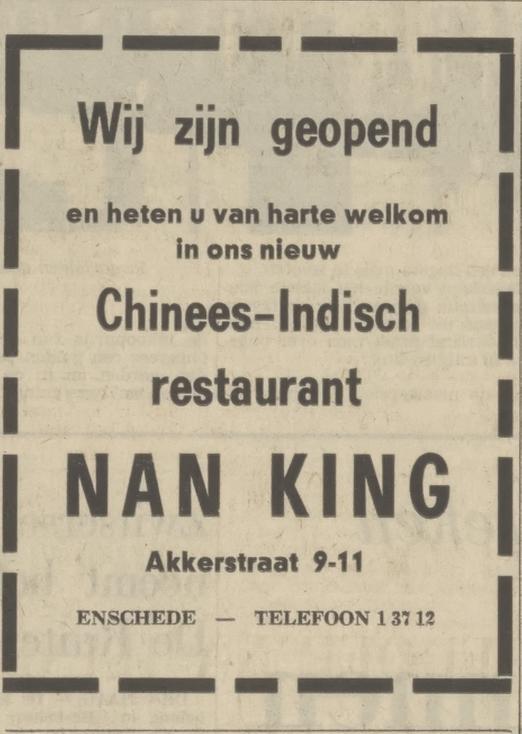 Wij zijn geopend
en heten u van harte welkom
in ons nieuw
Chinees-Indisch
restaurant
NAN KING
Akkerstraat 9-11
ENSCHEDE — TELEFOON 1 37 12